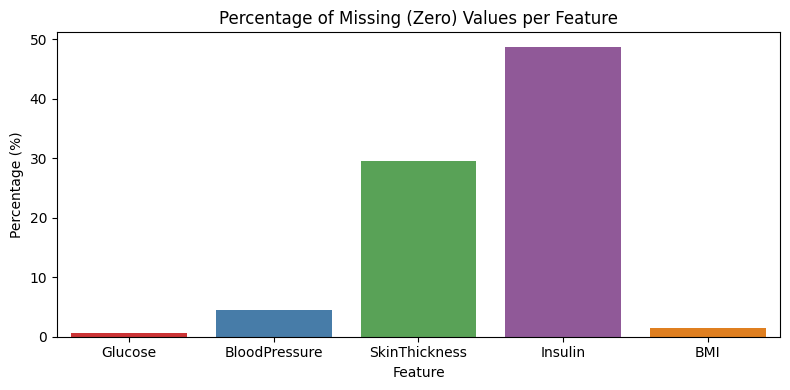 Percentage of Missing (Zero) Values per Feature
Percentage (%)
50
40
30
20
10
0
Glucose BloodPressure SkinThickness Insulin BMI
Feature